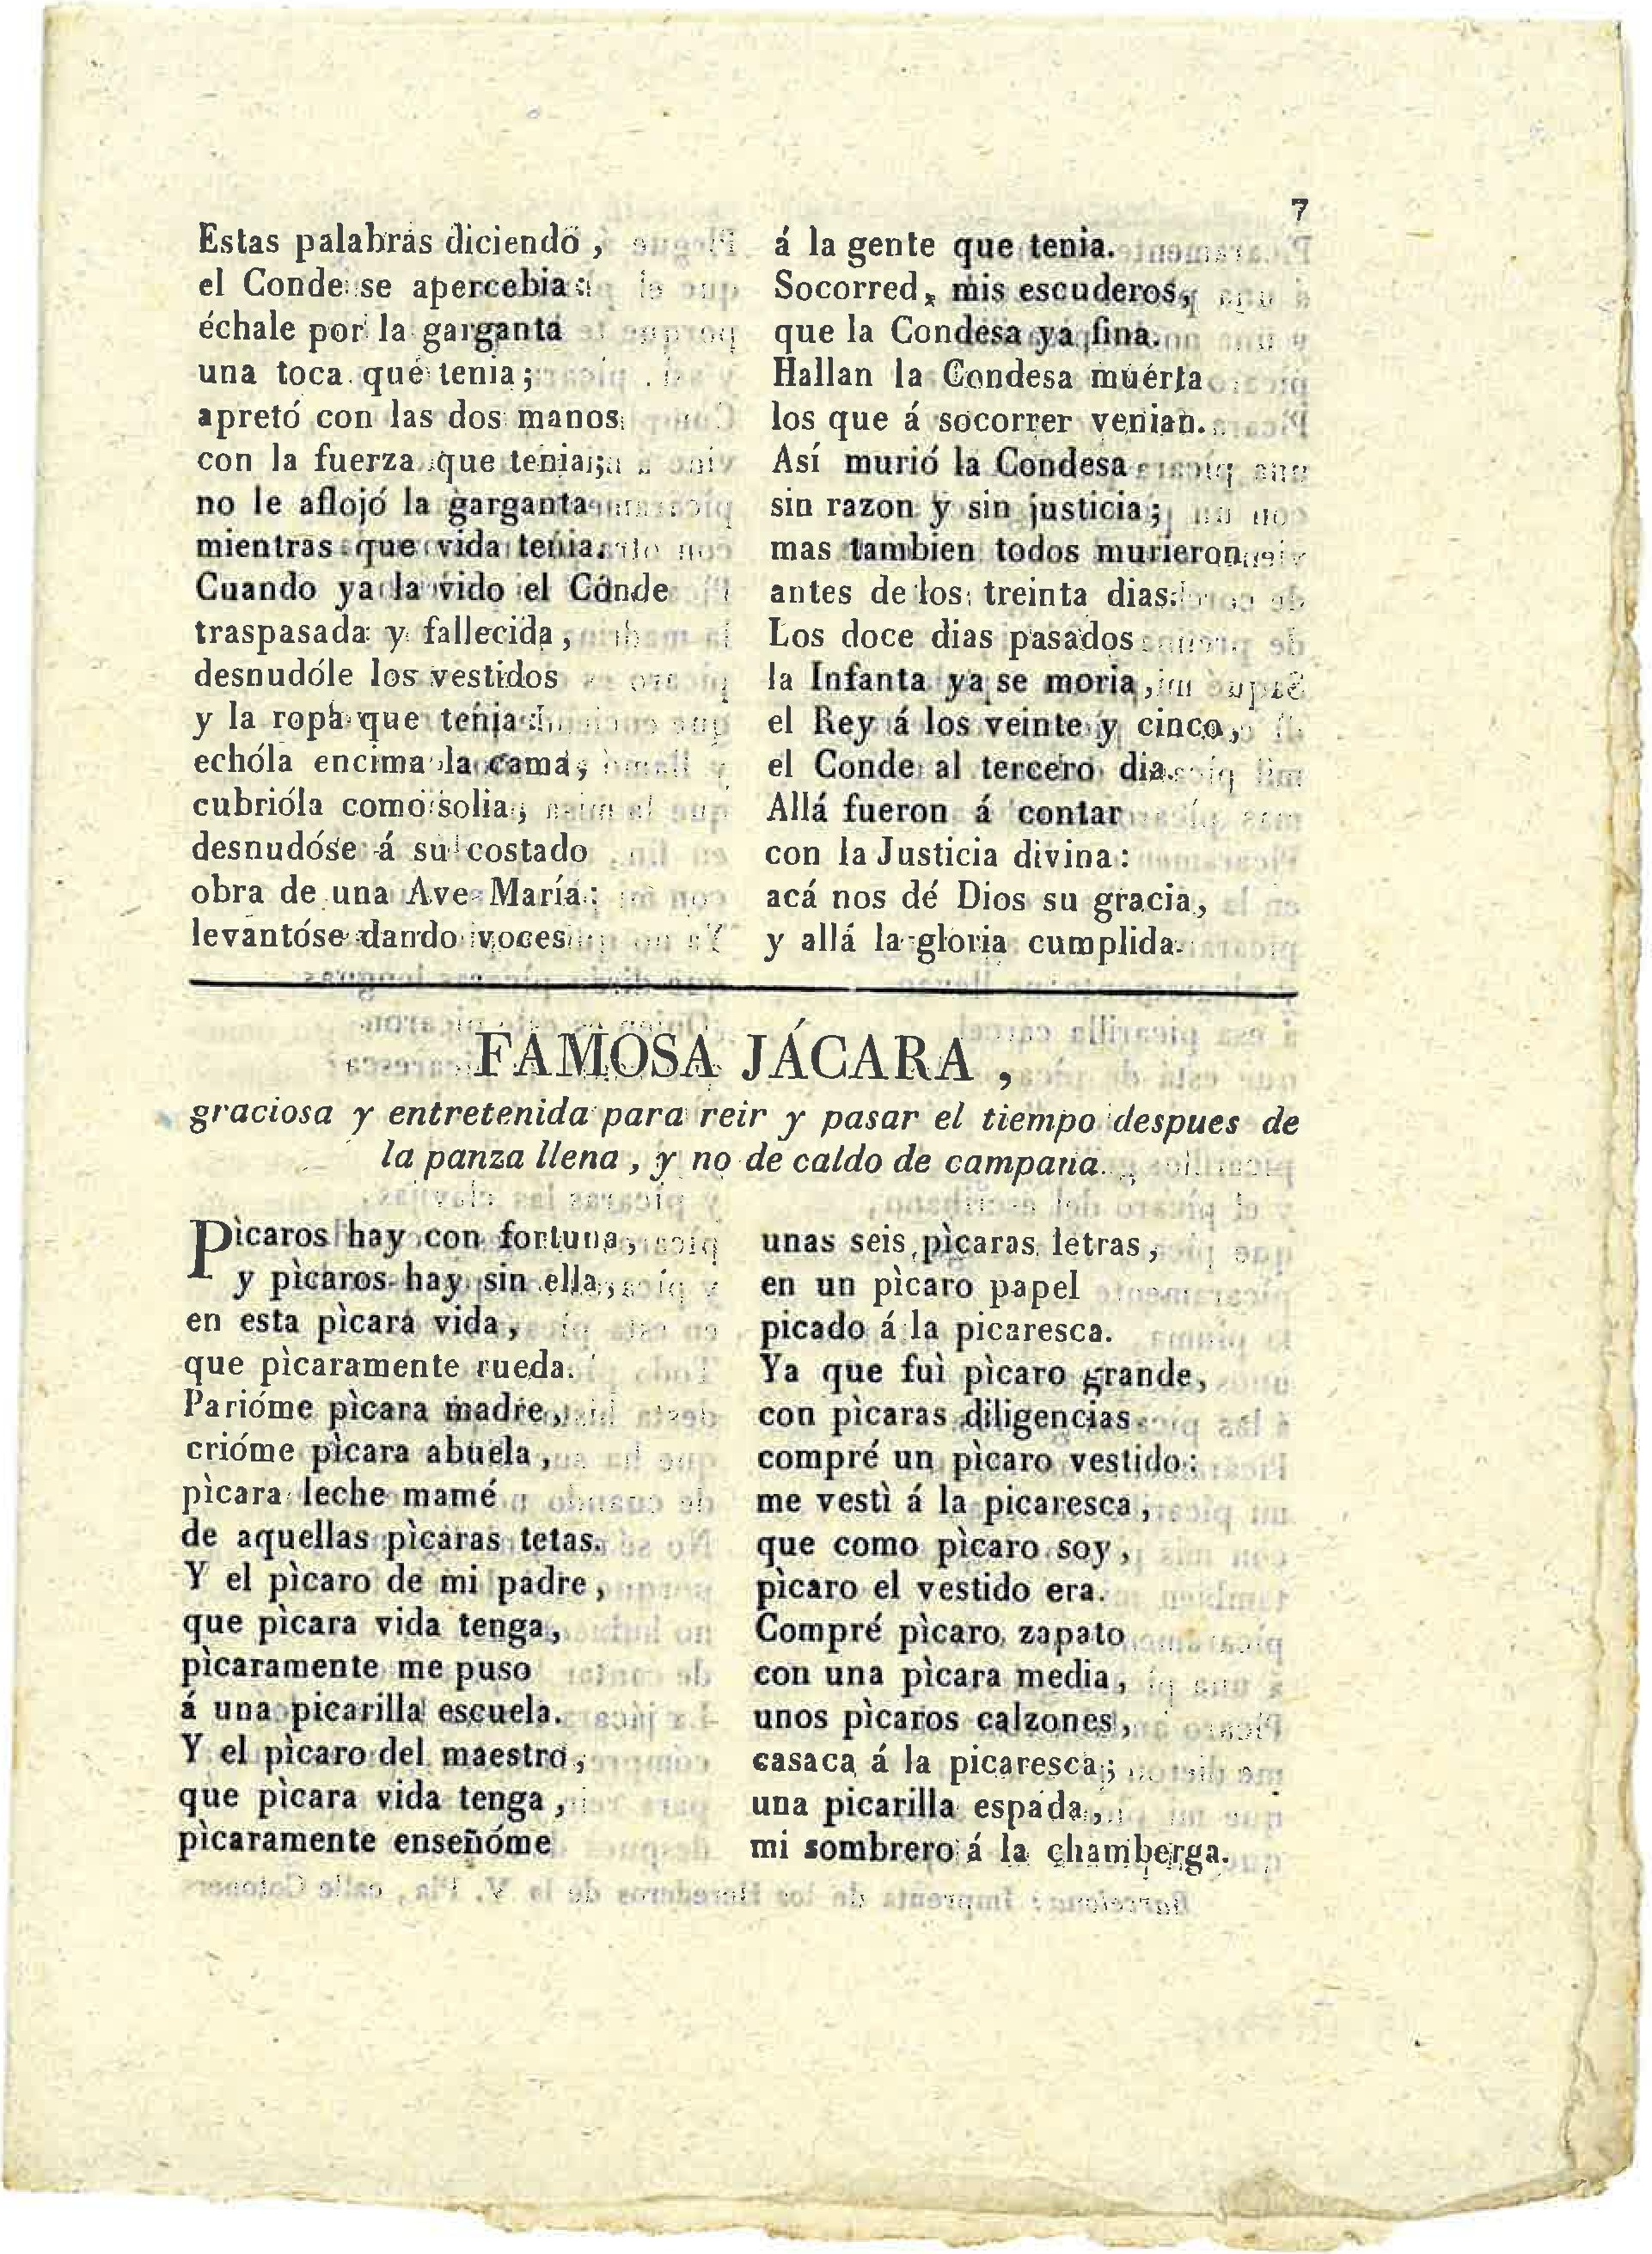 7
Estas palabras diciendo,
el Conde se apercebia:
échale por la garganta
una toca que tenia;
apretó con las dos manos
con la fuerza que tenia;
no le aflojó la garganta
mientras que vida tenia.
Cuando ya la vido el Conde
traspasada y fallecida,
desnudóle los vestidos
y la ropa que tenia:
echóla encima la cama,
cubrióla como solia,
desnudóse á su costado
obra de una Ave María:
levantóse dando voces
á la gente que tenia.
Socorred, mis escuderos,
que la Condesa ya fina.
Hallan la Condesa muerta
los que á socorrer venian.
Así murió la Condesa
sin razon y sin justicia;
mas tambien todos murieron
antes de los treinta dias.
Los doce dias pasados
la Infanta ya se moria,
el Rey á los veinte y cinco,
el Conde al tercero dia.
Allá fueron á contar
con la Justicia divina:
acá nos dé Dios su gracia,
y allá la gloria cumplida.
FAMOSA JÁCARA,
graciosa y entretenida para reir y pasar el tiempo despues de
la panza llena, y no de caldo de campana.
Pìcaros hay con fortuna,
y pìcaros hay sin ella,
en esta pìcara vida,
que pìcaramente rueda.
Parióme pìcara madre,
crióme pìcara abuela,
pìcara leche mamé
de aquellas pìcaras tetas.
Y el pìcaro de mi padre,
que pìcara vida tenga,
pìcaramente me puso
á una picarilla escuela.
Y el pìcaro del maestro,
que pìcara vida tenga,
pìcaramente enseñóme
unas seis pìcaras letras,
en un pìcaro papel
picado á la picaresca.
Ya que fuì pìcaro grande,
con pìcaras diligencias
compré un pìcaro vestido:
me vestì á la picaresca,
que como pìcaro soy,
pìcaro el vestido era.
Compré pìcaro zapato
con una pìcara media,
unos pìcaros calzones,
casaca á la picaresca;
una picarilla espada,
mi sombrero á la chamberga.